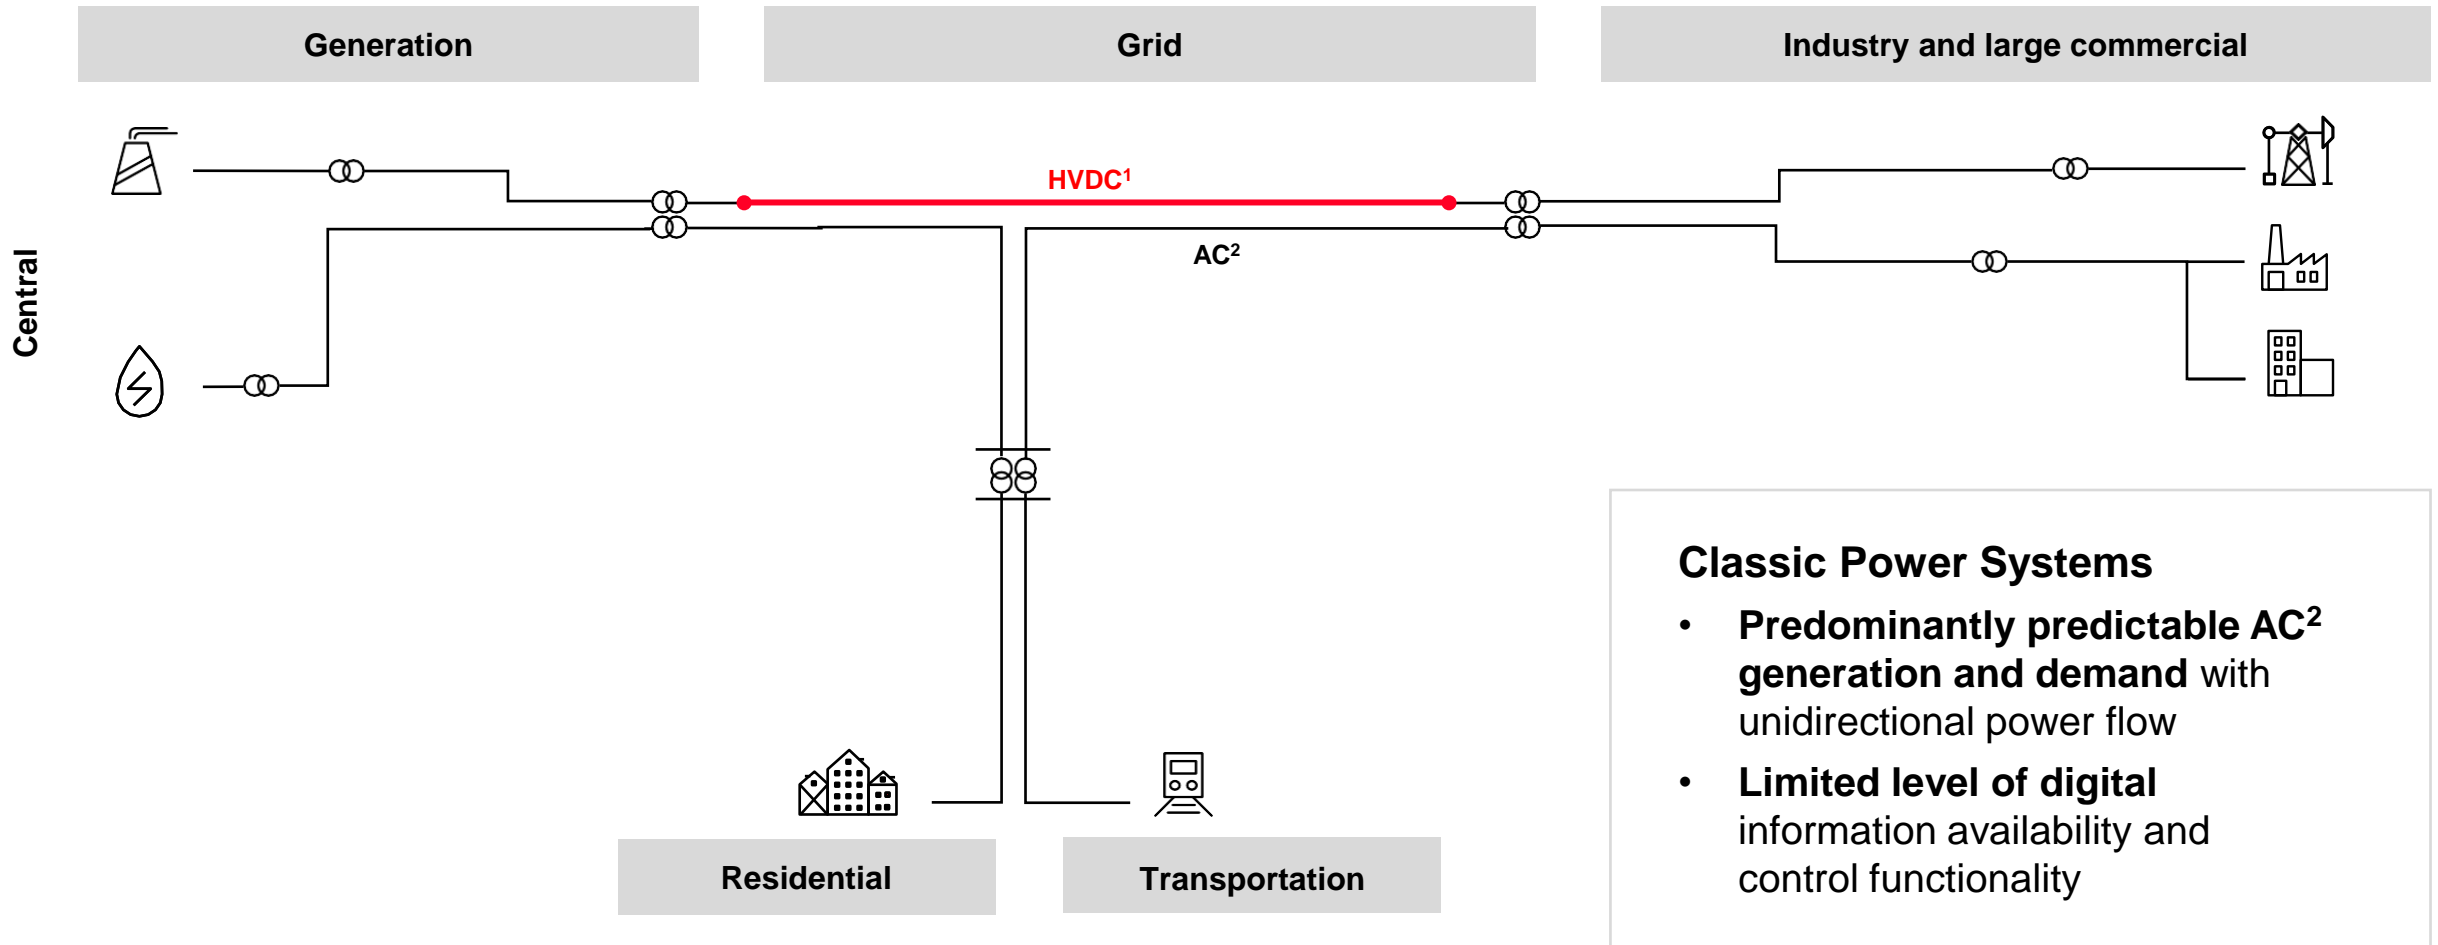 Generation
Grid
Industry and large commercial
Central
HVDC¹
AC²
Residential
Transportation
Classic Power Systems
• Predominantly predictable AC²
generation and demand with
unidirectional power flow
• Limited level of digital
information availability and
control functionality